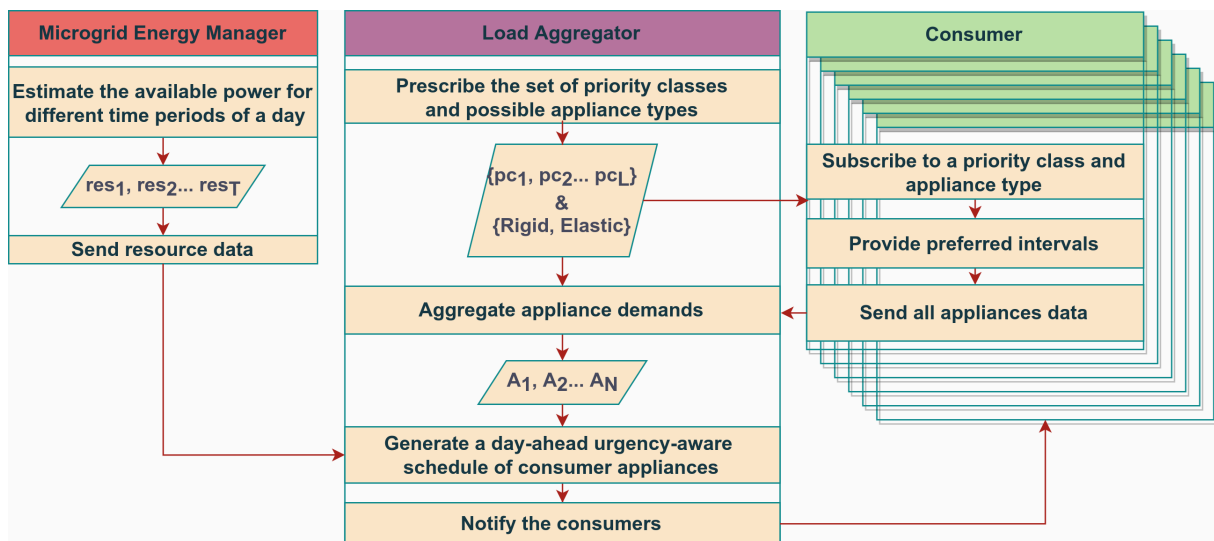 Microgrid Energy Manager
Estimate the available power for
different time periods of a day
res1, res2... resT
Send resource data
Load Aggregator
Prescribe the set of priority classes
and possible appliance types
{pc1, pc2... pcL}
&
{Rigid, Elastic}
Aggregate appliance demands
A1, A2... AN
Generate a day-ahead urgency-aware
schedule of consumer appliances
Notify the consumers
Consumer
Subscribe to a priority class and
appliance type
Provide preferred intervals
Send all appliances data